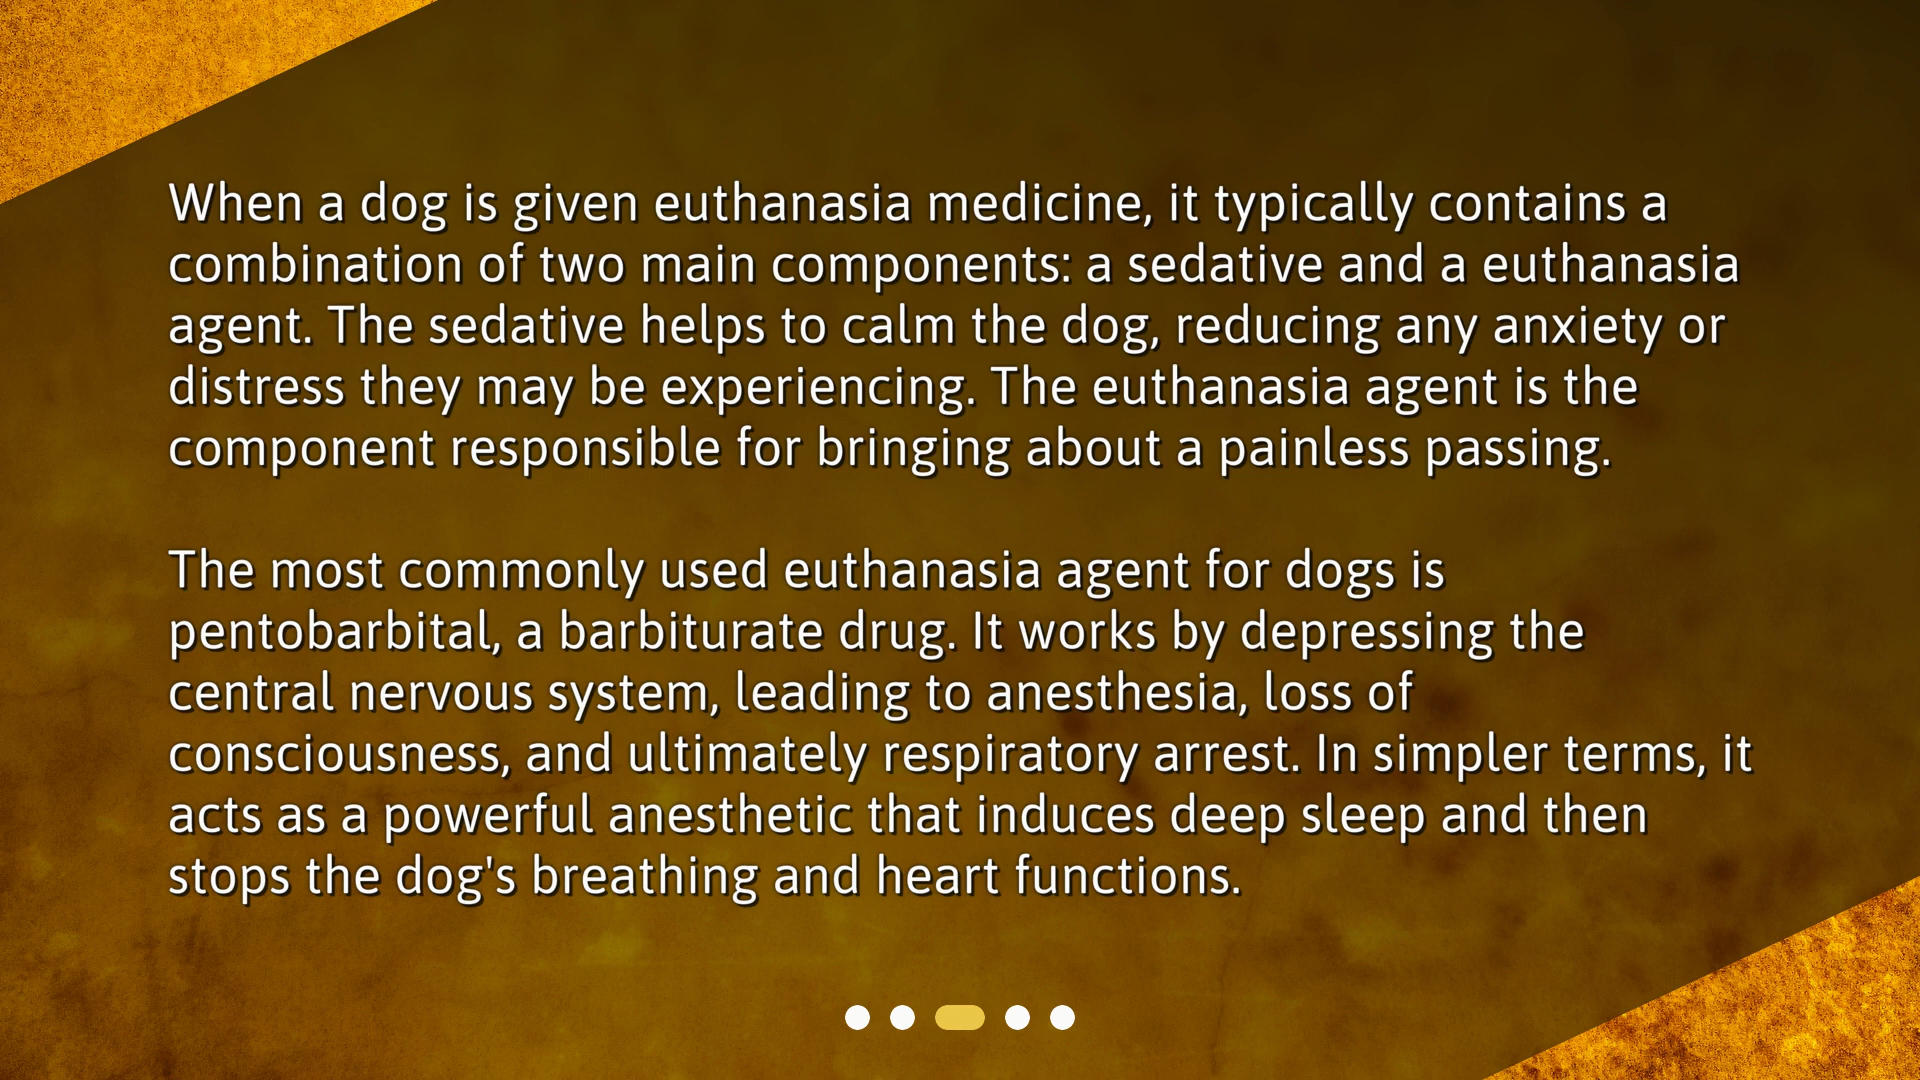 When a dog is given euthanasia medicine, it typically contains a
combination of two main components: a sedative and a euthanasia
agent. The sedative helps to calm the dog, reducing any anxiety or
distress they may be experiencing. The euthanasia agent is the
component responsible for bringing about a painless passing.
The most commonly used euthanasia agent for dogs is
pentobarbital, a barbiturate drug. It works by depressing the
central nervous system, leading to anesthesia, loss of
consciousness, and ultimately respiratory arrest. In simpler terms, it
acts as a powerful anesthetic that induces deep sleep and then
stops the dog's breathing and heart functions.